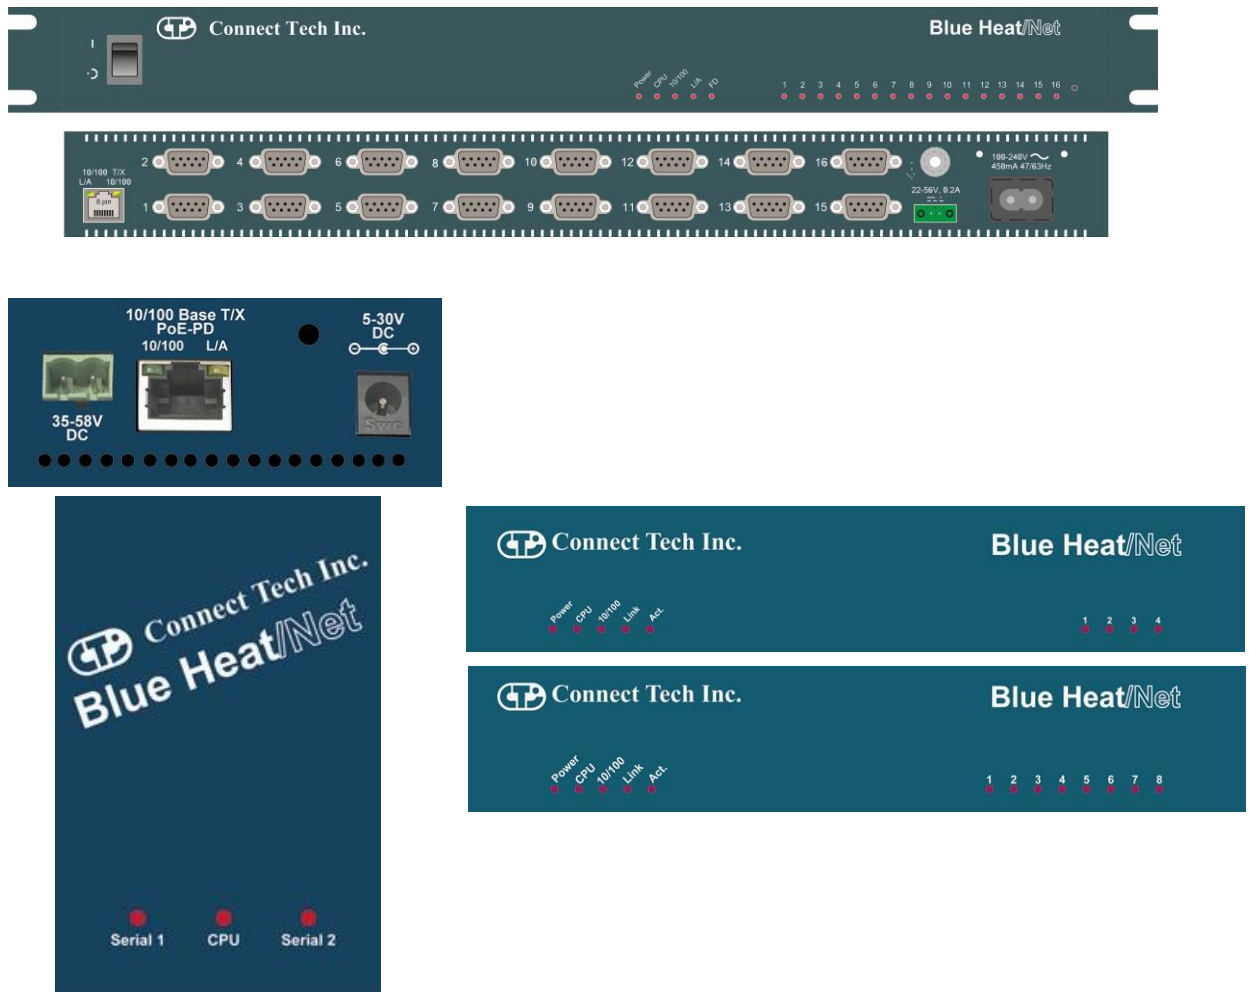 Connect Tech Inc.
Blue Heat/Net
Power CPU 10/100 L/A PD
1 2 3 4 5 6 7 8 9 10 11 12 13 14 15 16
2 4 6 8 10 12 14 16
100-240V
450mA 47/63Hz
10/100 T/X
L/A 10/100
8 pin
22-56V, 0.2A
1 3 5 7 9 11 13 15
10/100 Base T/X
PoE-PD
10/100 L/A
5-30V
DC
35-58V
DC
Swc
Connect Tech Inc.
Blue Heat/Net
Serial 1 CPU Serial 2
Connect Tech Inc.
Blue Heat/Net
Power CPU 10/100 Link Act.
1 2 3 4
Connect Tech Inc.
Blue Heat/Net
Power CPU 10/100 Link Act.
1 2 3 4 5 6 7 8